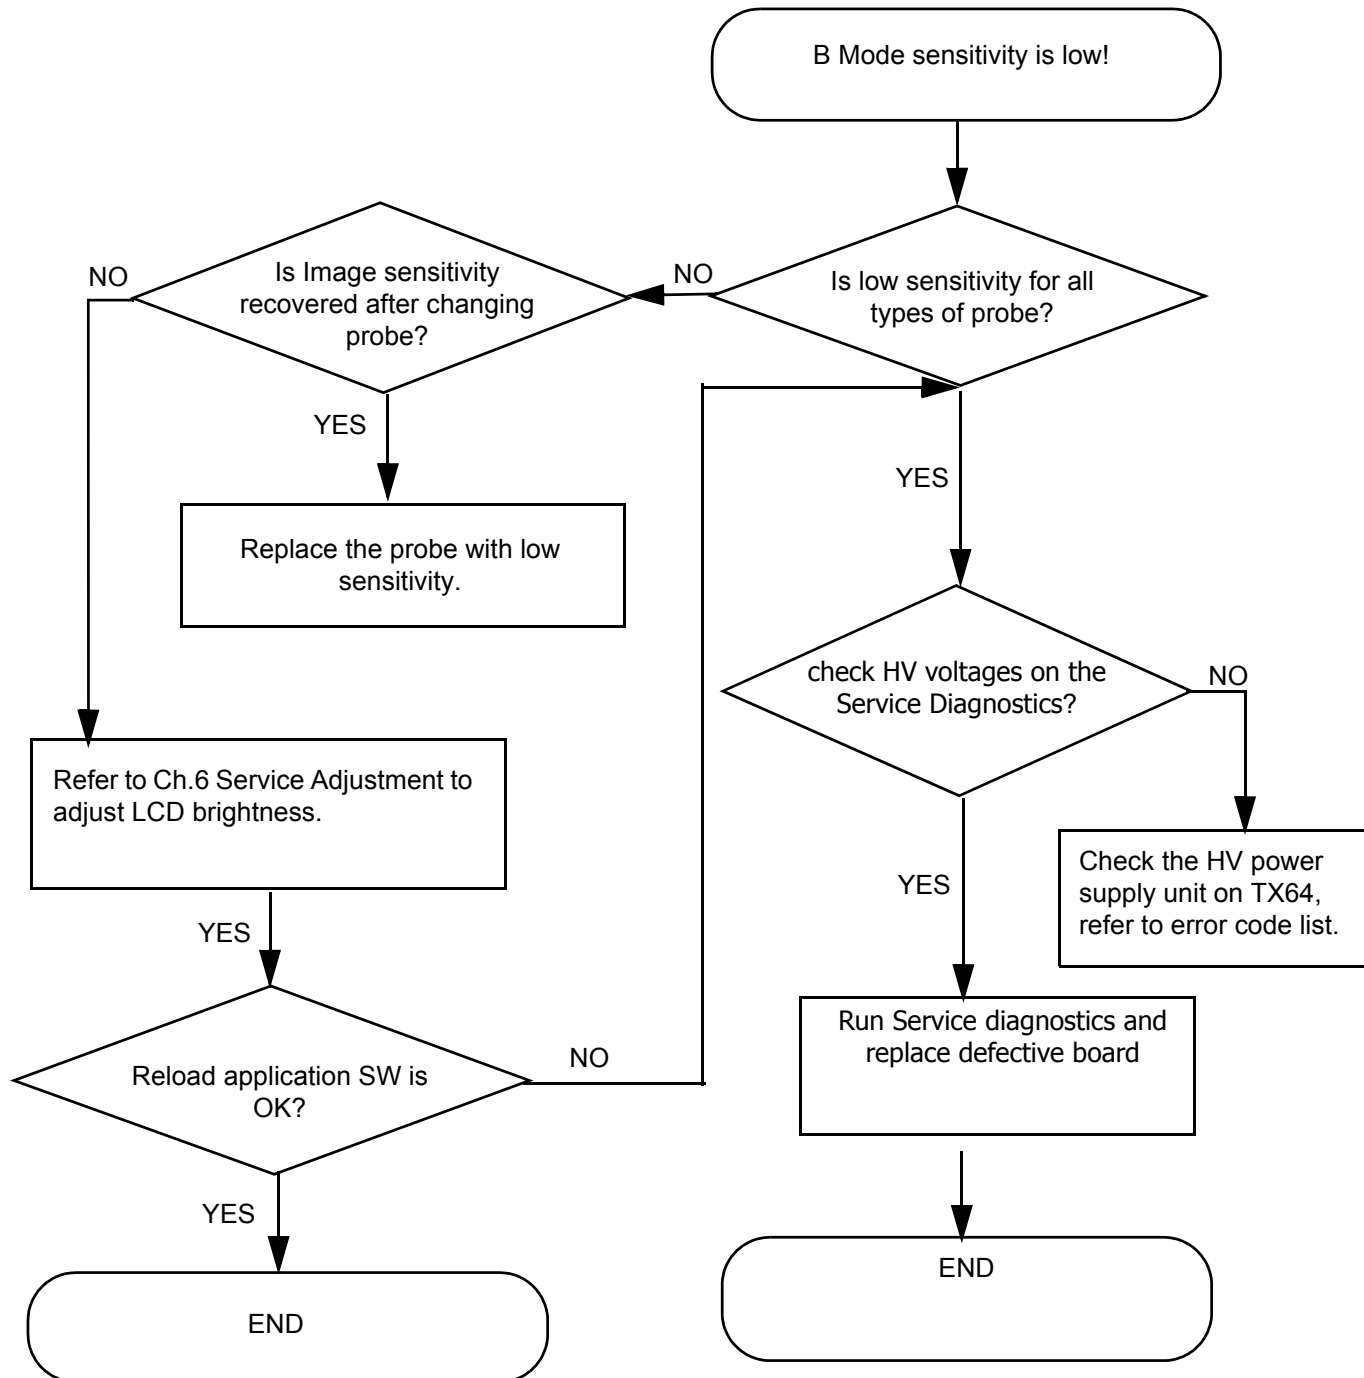 B Mode sensitivity is low!
Is low sensitivity for all
types of probe?
NO
Is Image sensitivity
recovered after changing
probe?
NO
YES
Replace the probe with low
sensitivity.
YES
check HV voltages on the
Service Diagnostics?
NO
Refer to Ch.6 Service Adjustment to
adjust LCD brightness.
Check the HV power
supply unit on TX64,
refer to error code list.
YES
YES
Run Service diagnostics and
replace defective board
Reload application SW is
OK?
NO
YES
END
END